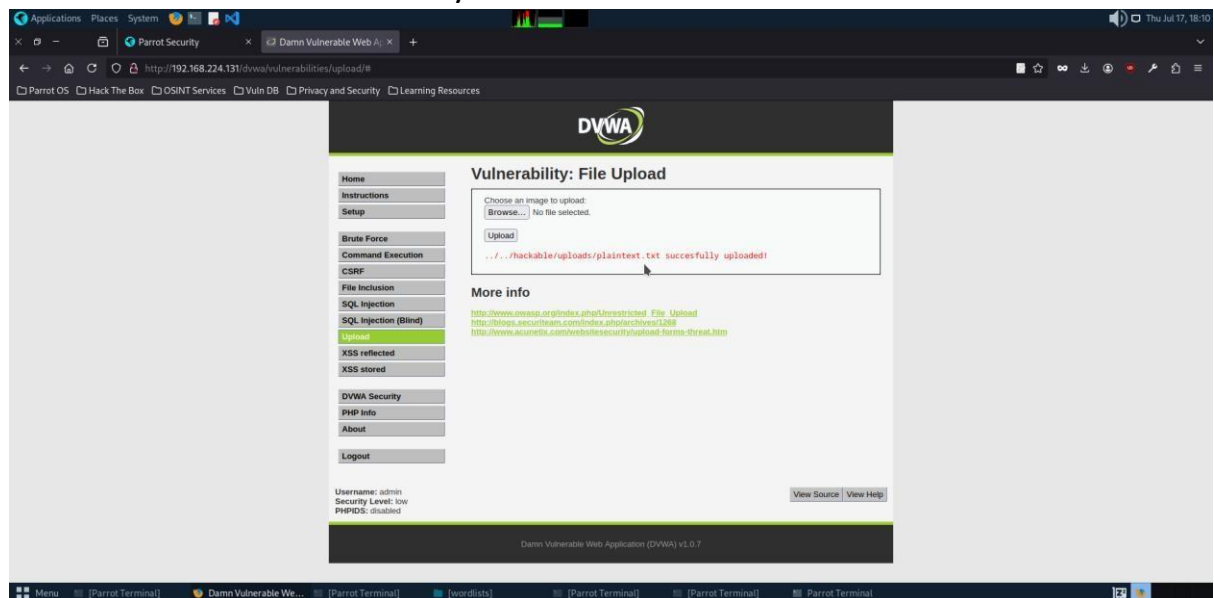 Applications Places System Thu Jul 17, 18:10
Parrot Security × Damn Vulnerable Web A × +
http://192.168.224.131/dvwa/vulnerabilities/upload/#
Parrot OS Hack The Box OSINT Services Vuln DB Privacy and Security Learning Resources
DVWA
Home
Instructions
Setup
Brute Force
Command Execution
CSRF
File Inclusion
SQL Injection
SQL Injection (Blind)
Upload
XSS reflected
XSS stored
DVWA Security
PHP Info
About
Logout
Vulnerability: File Upload
Choose an image to upload:
Browse... No file selected.
Upload
../../hackable/uploads/plaintext.txt succesfully uploaded!
More info
http://www.owasp.org/index.php/Unrestricted_File_Upload
http://blogs.securiteam.com/index.php/archives/1268
http://www.acunetix.com/websitesecurity/upload-forms-threat.htm
Username: admin
Security Level: low
PHPIDS: disabled
View Source View Help
Damn Vulnerable Web Application (DVWA) v1.0.7
Menu [Parrot Terminal] Damn Vulnerable We... [Parrot Terminal] [wordlists] [Parrot Terminal] [Parrot Terminal] Parrot Terminal